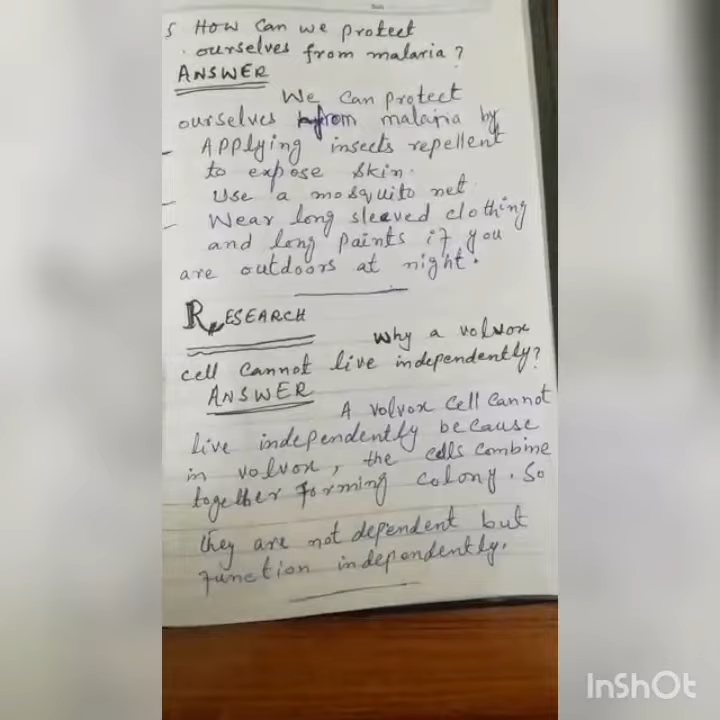 5 How can we protect
ourselves from malaria?
ANSWER
We can protect
ourselves from malaria by
- Applying insects repellent
to expose skin.
- Use a mosquito net.
- Wear long sleeved clothing
and long paints if you
are outdoors at night.
RESEARCH
Why a volvox
cell cannot live independently?
ANSWER
A volvox cell cannot
live independently because
in volvox, the cells combine
together forming colony. So
they are not dependent but
function independently.
InShOt